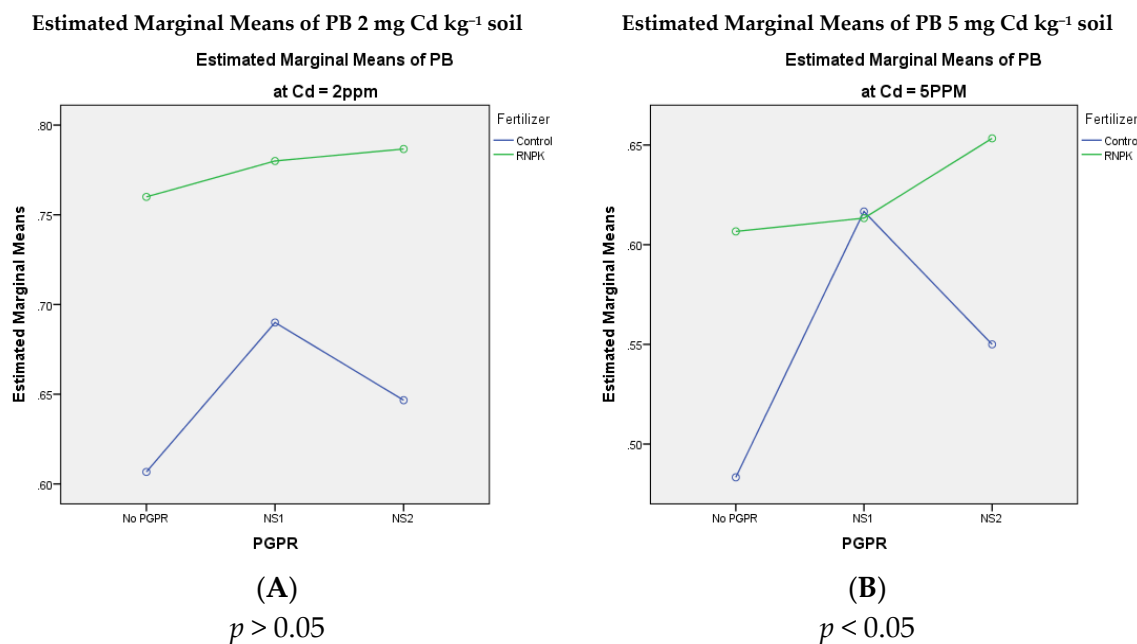 Estimated Marginal Means of PB 2 mg Cd kg⁻¹ soil
Estimated Marginal Means of PB
at Cd = 2ppm
Fertilizer
Control
RNPK
.80
.75
.70
.65
.60
Estimated Marginal Means
No PGPR NS1 NS2
PGPR
(A)
p > 0.05
Estimated Marginal Means of PB 5 mg Cd kg⁻¹ soil
Estimated Marginal Means of PB
at Cd = 5PPM
Fertilizer
Control
RNPK
.65
.60
.55
.50
Estimated Marginal Means
No PGPR NS1 NS2
PGPR
(B)
p < 0.05